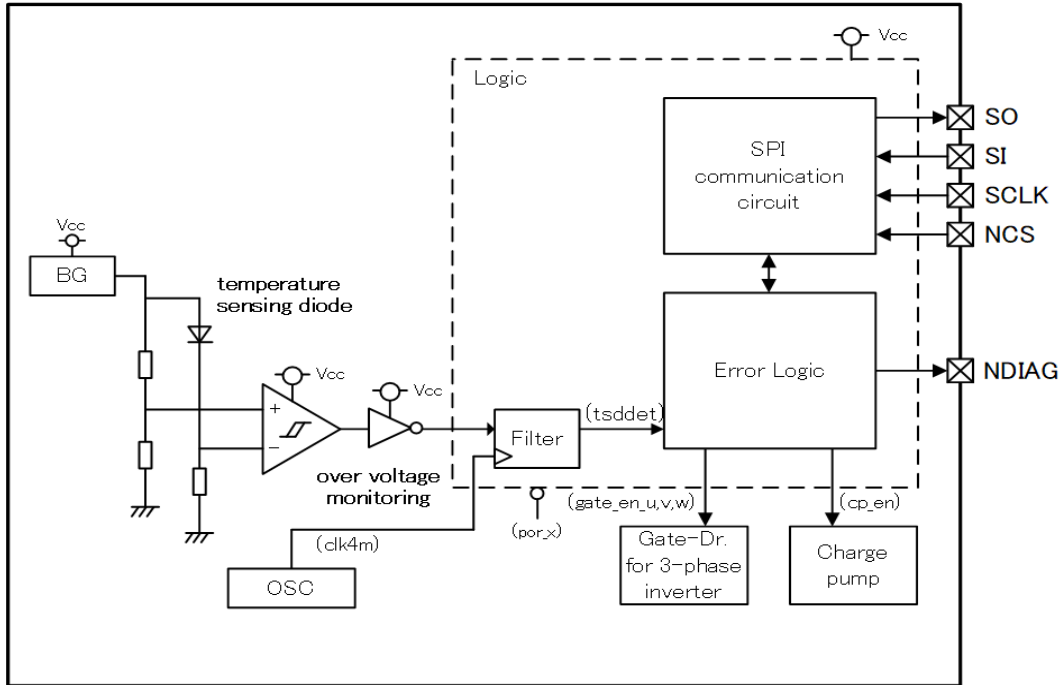 Vcc
Logic
SO
SPI
communication
circuit
SI
SCLK
NCS
Vcc
BG
temperature
sensing diode
Vcc
Vcc
Error Logic
NDIAG
+
−
Filter
(tsddet)
over voltage
monitoring
(gate_en_u,v,w)
(cp_en)
(por_x)
(clk4m)
OSC
Gate-Dr.
for 3-phase
inverter
Charge
pump